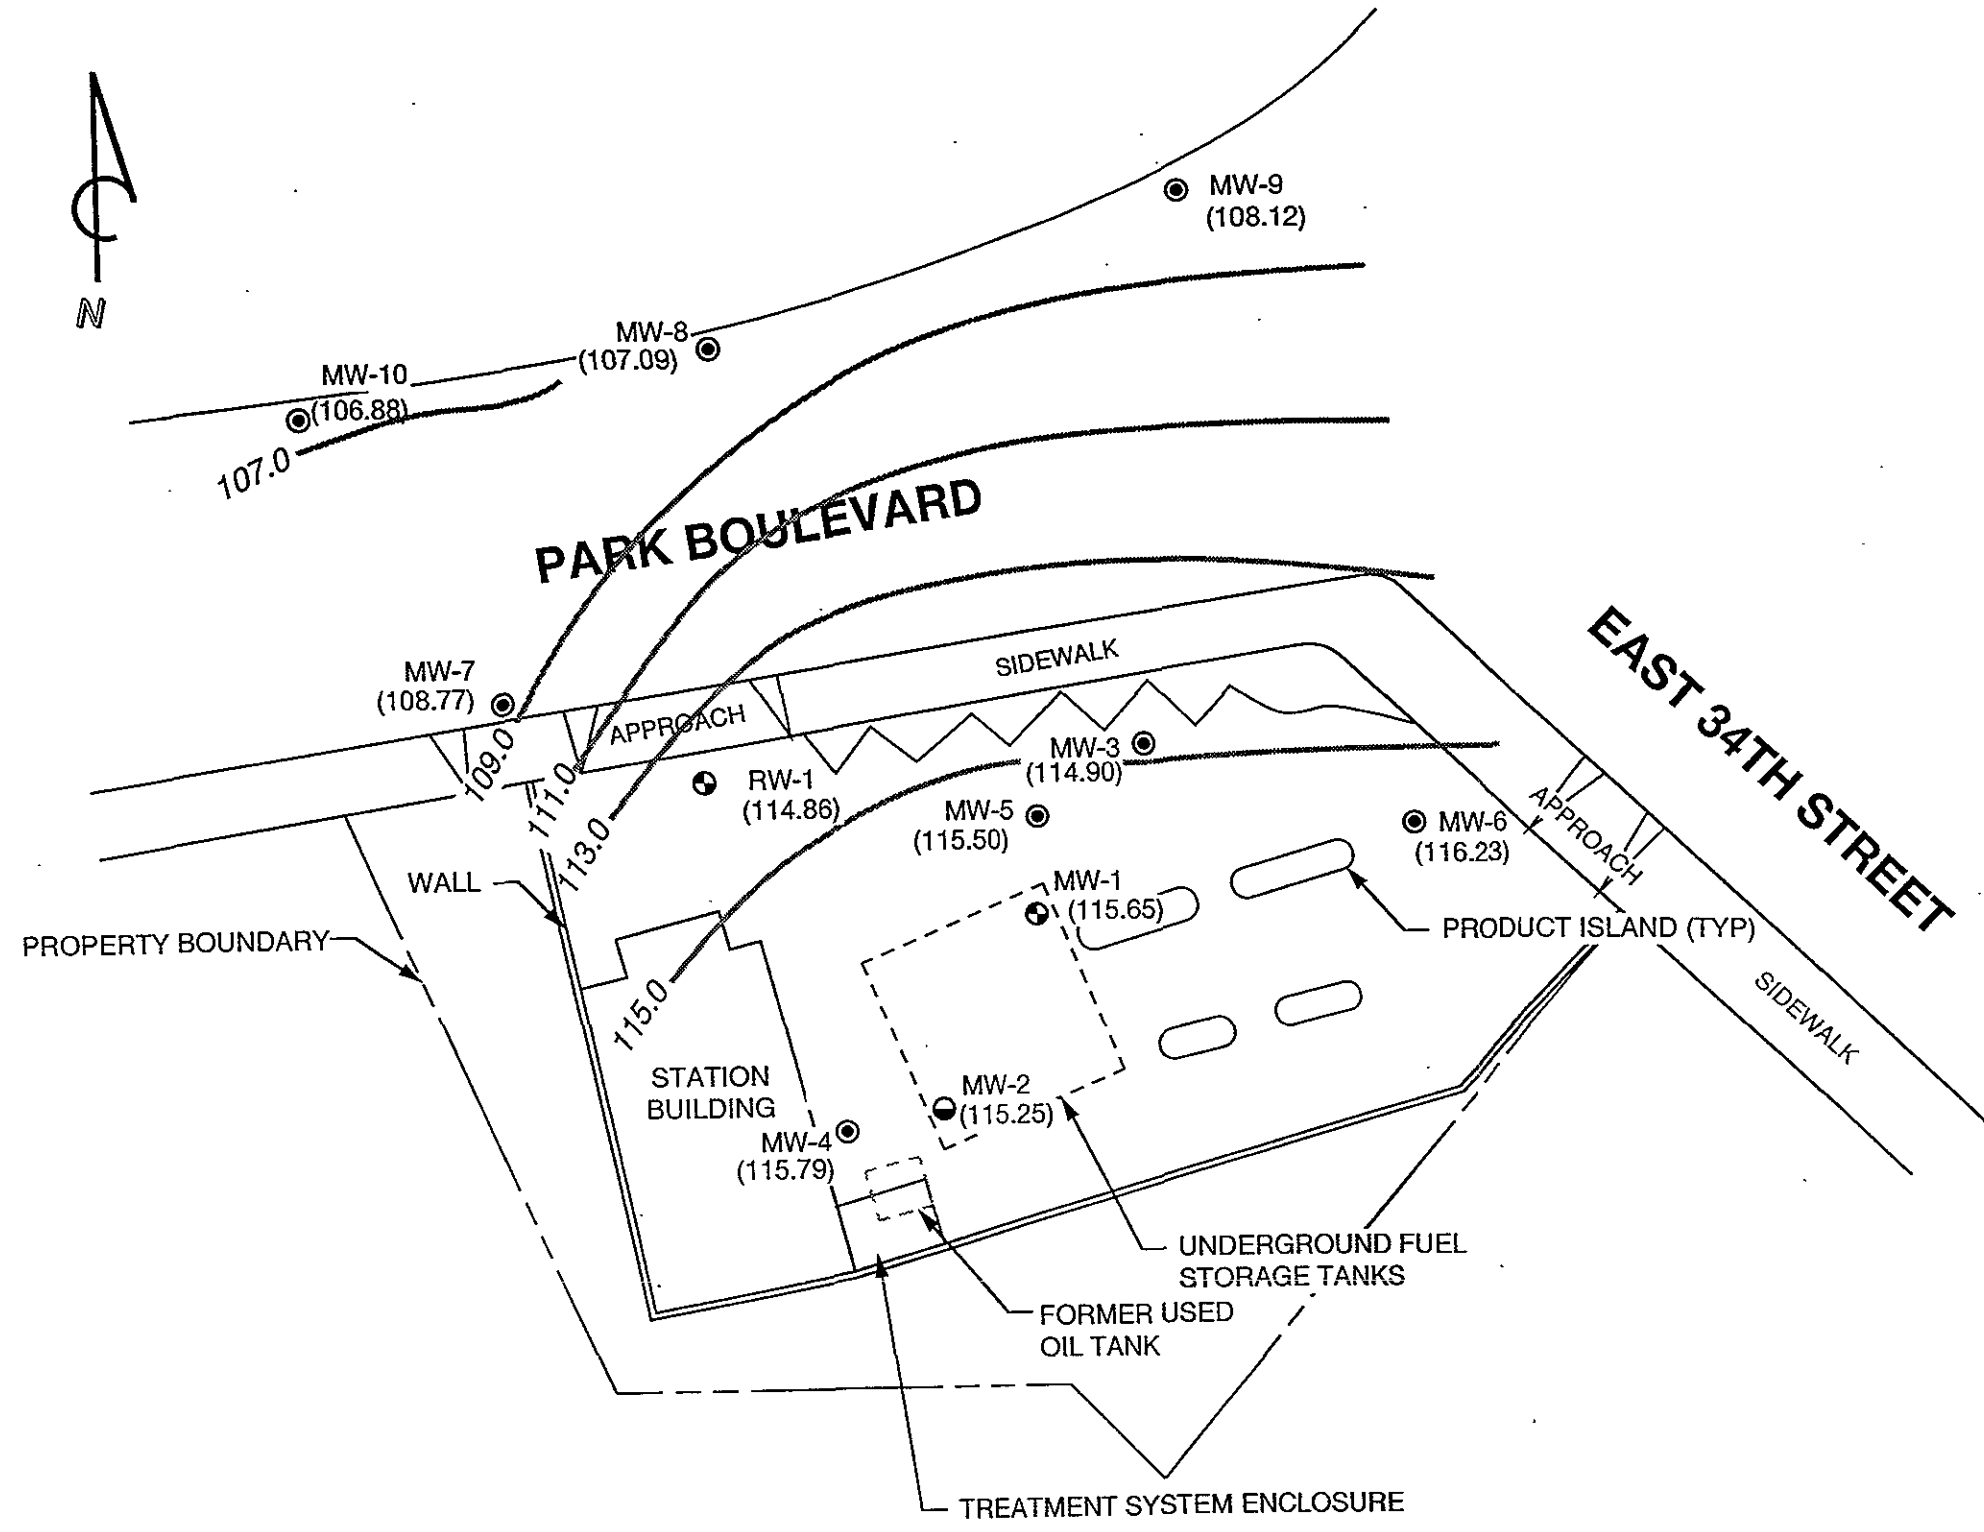 MW-9
(108.12)
N
MW-8
(107.09)
MW-10
(106.88)
107.0
PARK BOULEVARD
EAST 34TH STREET
SIDEWALK
MW-7
(108.77)
APPROACH
109.0
111.0
113.0
115.0
RW-1
(114.86)
MW-3
(114.90)
MW-5
(115.50)
MW-6
(116.23)
APPROACH
WALL
MW-1
(115.65)
PROPERTY BOUNDARY
PRODUCT ISLAND (TYP)
SIDEWALK
STATION
BUILDING
MW-2
(115.25)
MW-4
(115.79)
UNDERGROUND FUEL
STORAGE TANKS
FORMER USED
OIL TANK
TREATMENT SYSTEM ENCLOSURE